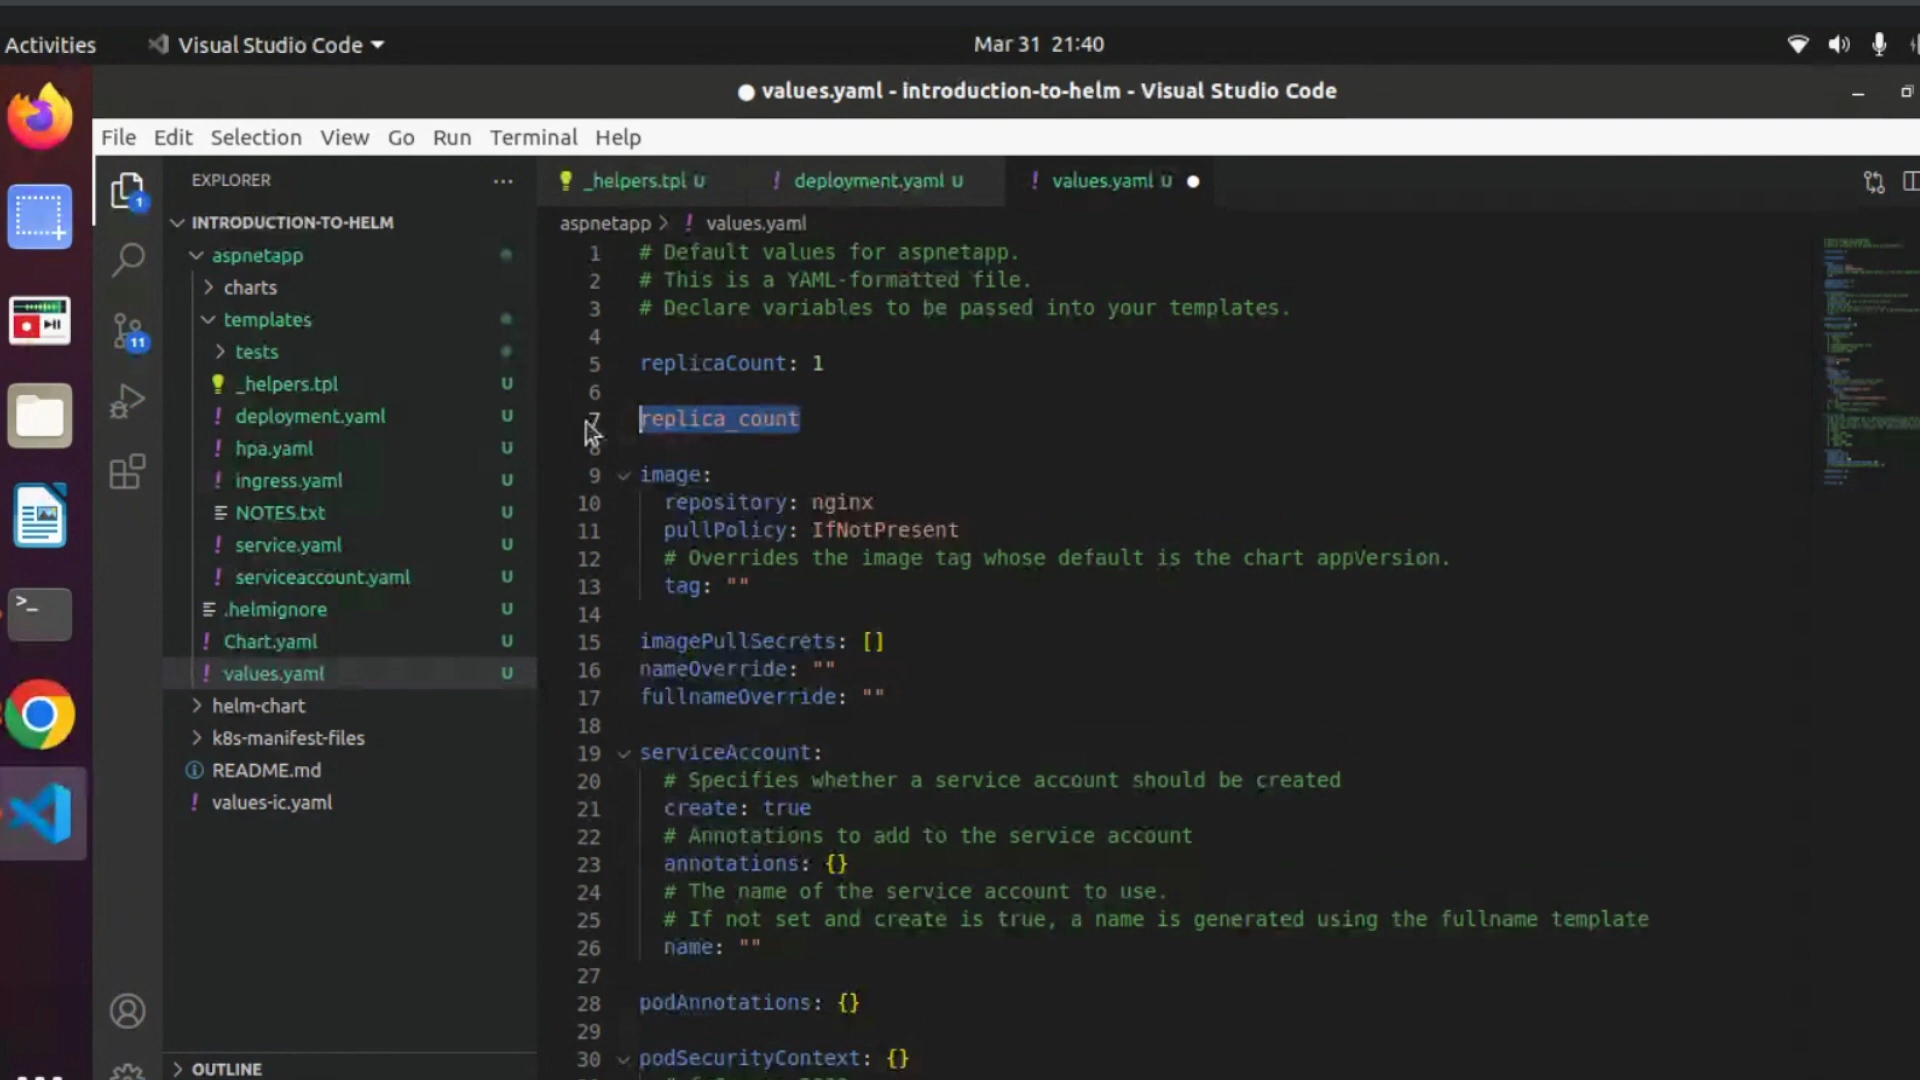 Activities
Visual Studio Code
Mar 31 21:40
values.yaml - introduction-to-helm - Visual Studio Code
File Edit Selection View Go Run Terminal Help
EXPLORER
INTRODUCTION-TO-HELM
aspnetapp
charts
templates
tests
_helpers.tpl U
deployment.yaml U
hpa.yaml U
ingress.yaml U
NOTES.txt U
service.yaml U
serviceaccount.yaml U
.helmignore U
Chart.yaml U
values.yaml U
helm-chart
k8s-manifest-files
README.md
values-ic.yaml
OUTLINE
1
11
_helpers.tpl U
deployment.yaml U
values.yaml U
aspnetapp > ! values.yaml
1 # Default values for aspnetapp.
2 # This is a YAML-formatted file.
3 # Declare variables to be passed into your templates.
4
5 replicaCount: 1
6
7 replica_count
8
9 image:
10 repository: nginx
11 pullPolicy: IfNotPresent
12 # Overrides the image tag whose default is the chart appVersion.
13 tag: ""
14
15 imagePullSecrets: []
16 nameOverride: ""
17 fullnameOverride: ""
18
19 serviceAccount:
20 # Specifies whether a service account should be created
21 create: true
22 # Annotations to add to the service account
23 annotations: {}
24 # The name of the service account to use.
25 # If not set and create is true, a name is generated using the fullname template
26 name: ""
27
28 podAnnotations: {}
29
30 podSecurityContext: {}